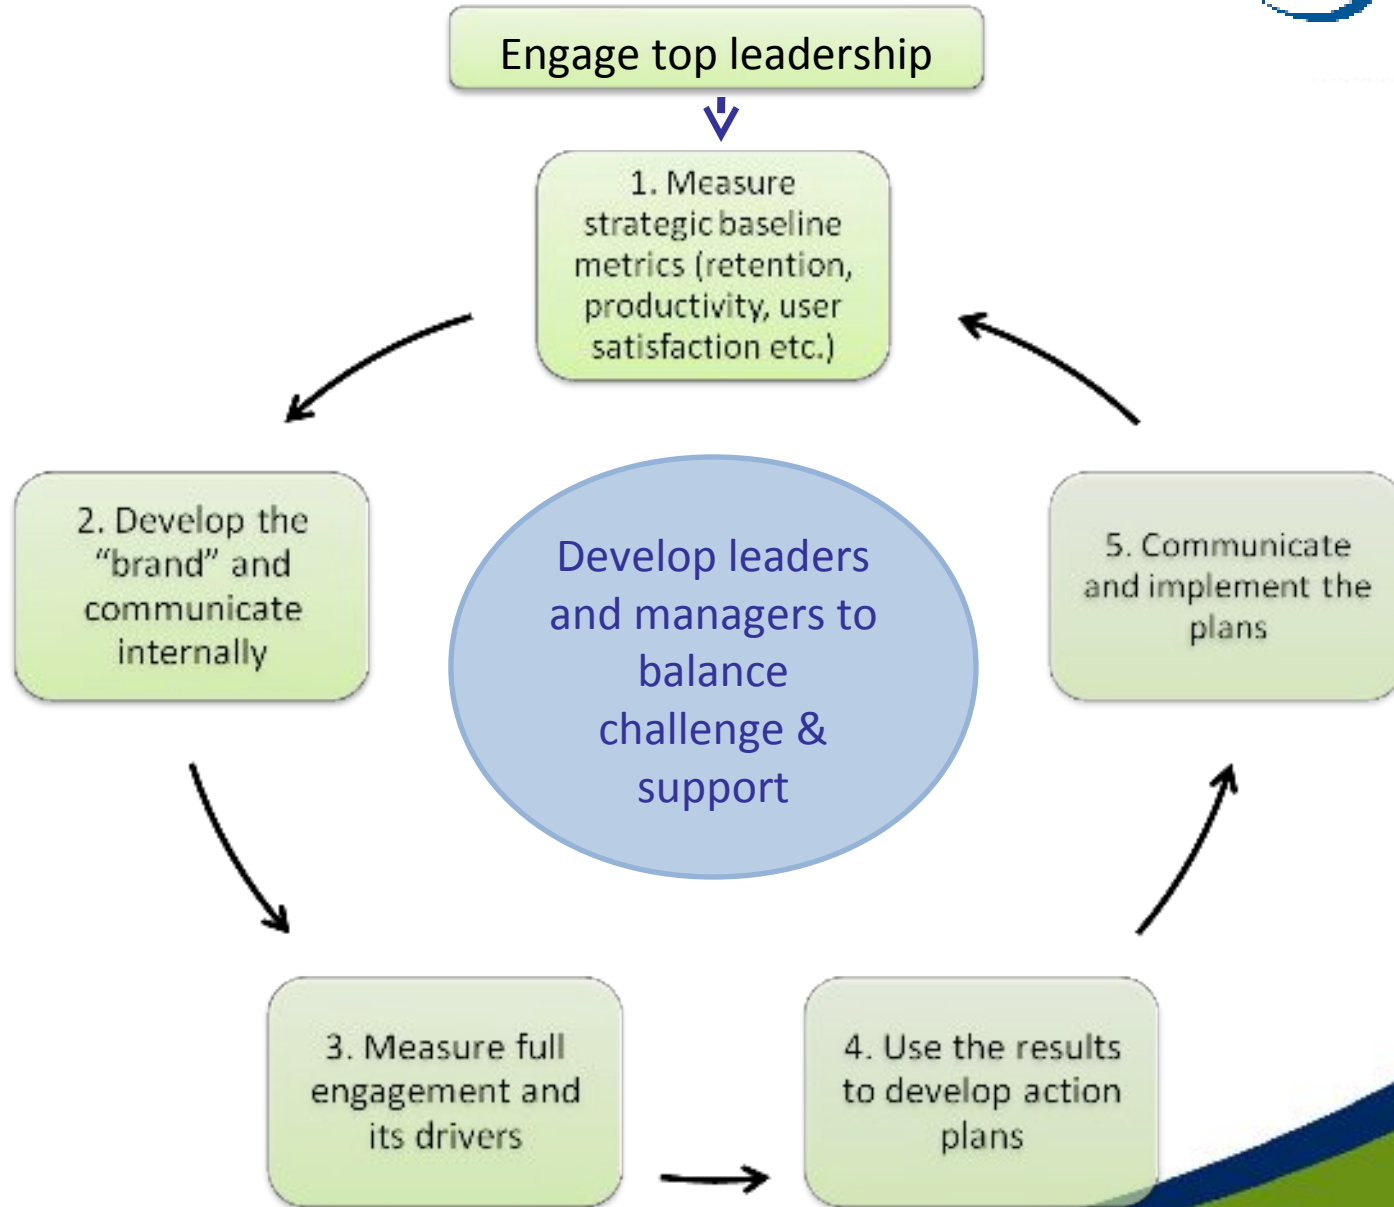 Engage top leadership
1. Measure
strategic baseline
metrics (retention,
productivity, user
satisfaction etc.)
2. Develop the
“brand” and
communicate
internally
Develop leaders
and managers to
balance
challenge &
support
5. Communicate
and implement the
plans
3. Measure full
engagement and
its drivers
4. Use the results
to develop action
plans